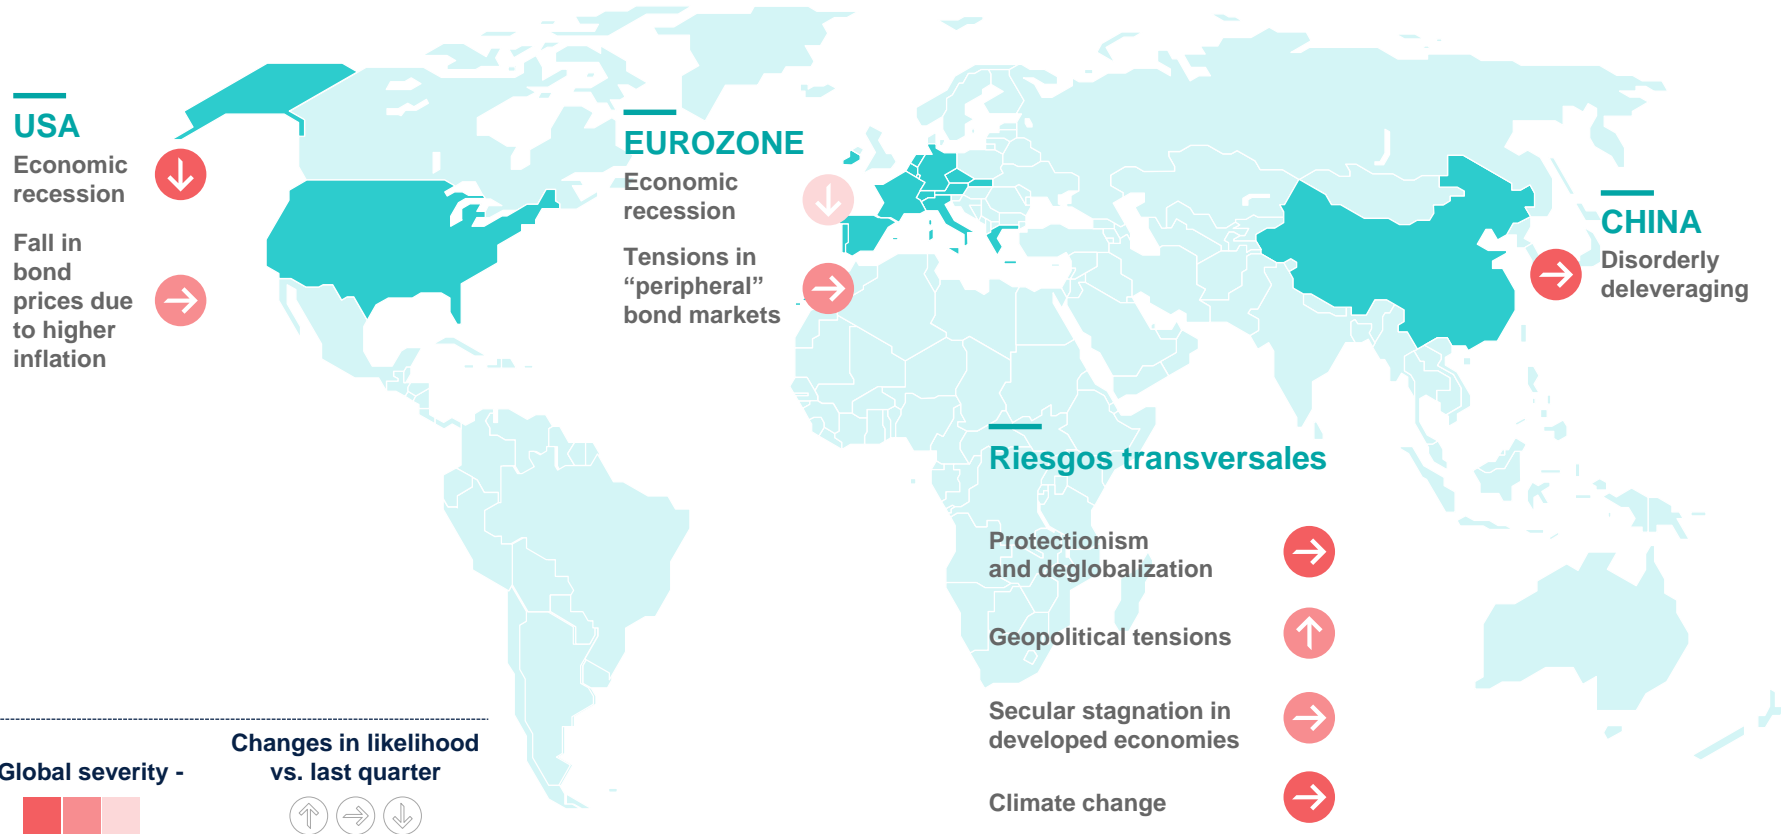 USA
Economic
recession
Fall in
bond
prices due
to higher
inflation
EUROZONE
Economic
recession
Tensions in
“peripheral”
bond markets
CHINA
Disorderly
deleveraging
Riesgos transversales
Protectionism
and deglobalization
Geopolitical tensions
Secular stagnation in
developed economies
Climate change
Global severity -
Changes in likelihood
vs. last quarter